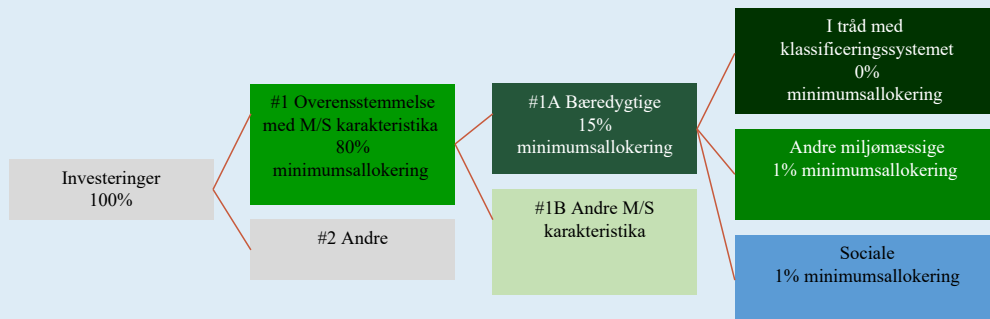 Investeringer
100%
#1 Overensstemmelse
med M/S karakteristika
80%
minimumsallokering
#2 Andre
#1A Bæredygtige
15%
minimumsallokering
#1B Andre M/S
karakteristika
I tråd med
klassificeringssystemet
0%
minimumsallokering
Andre miljømæssige
1% minimumsallokering
Sociale
1% minimumsallokering